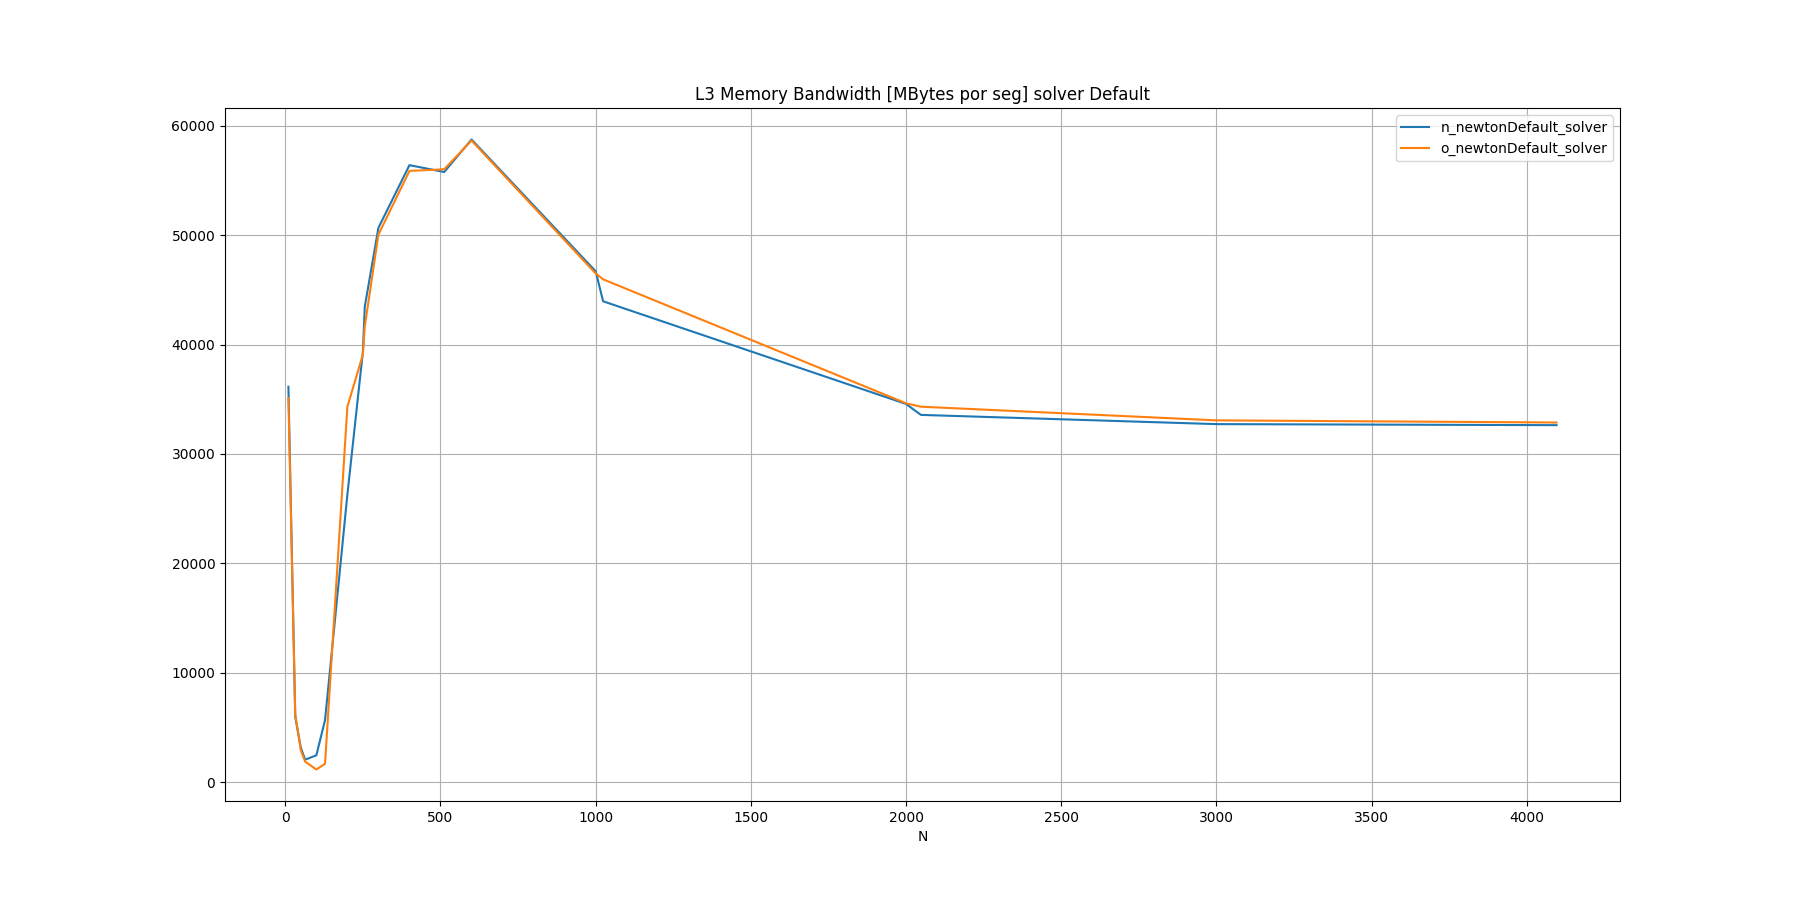 L3 Memory Bandwidth [MBytes por seg] solver Default
n_newtonDefault_solver
o_newtonDefault_solver
60000
50000
40000
30000
20000
10000
0
0 500 1000 1500 2000 2500 3000 3500 4000
N